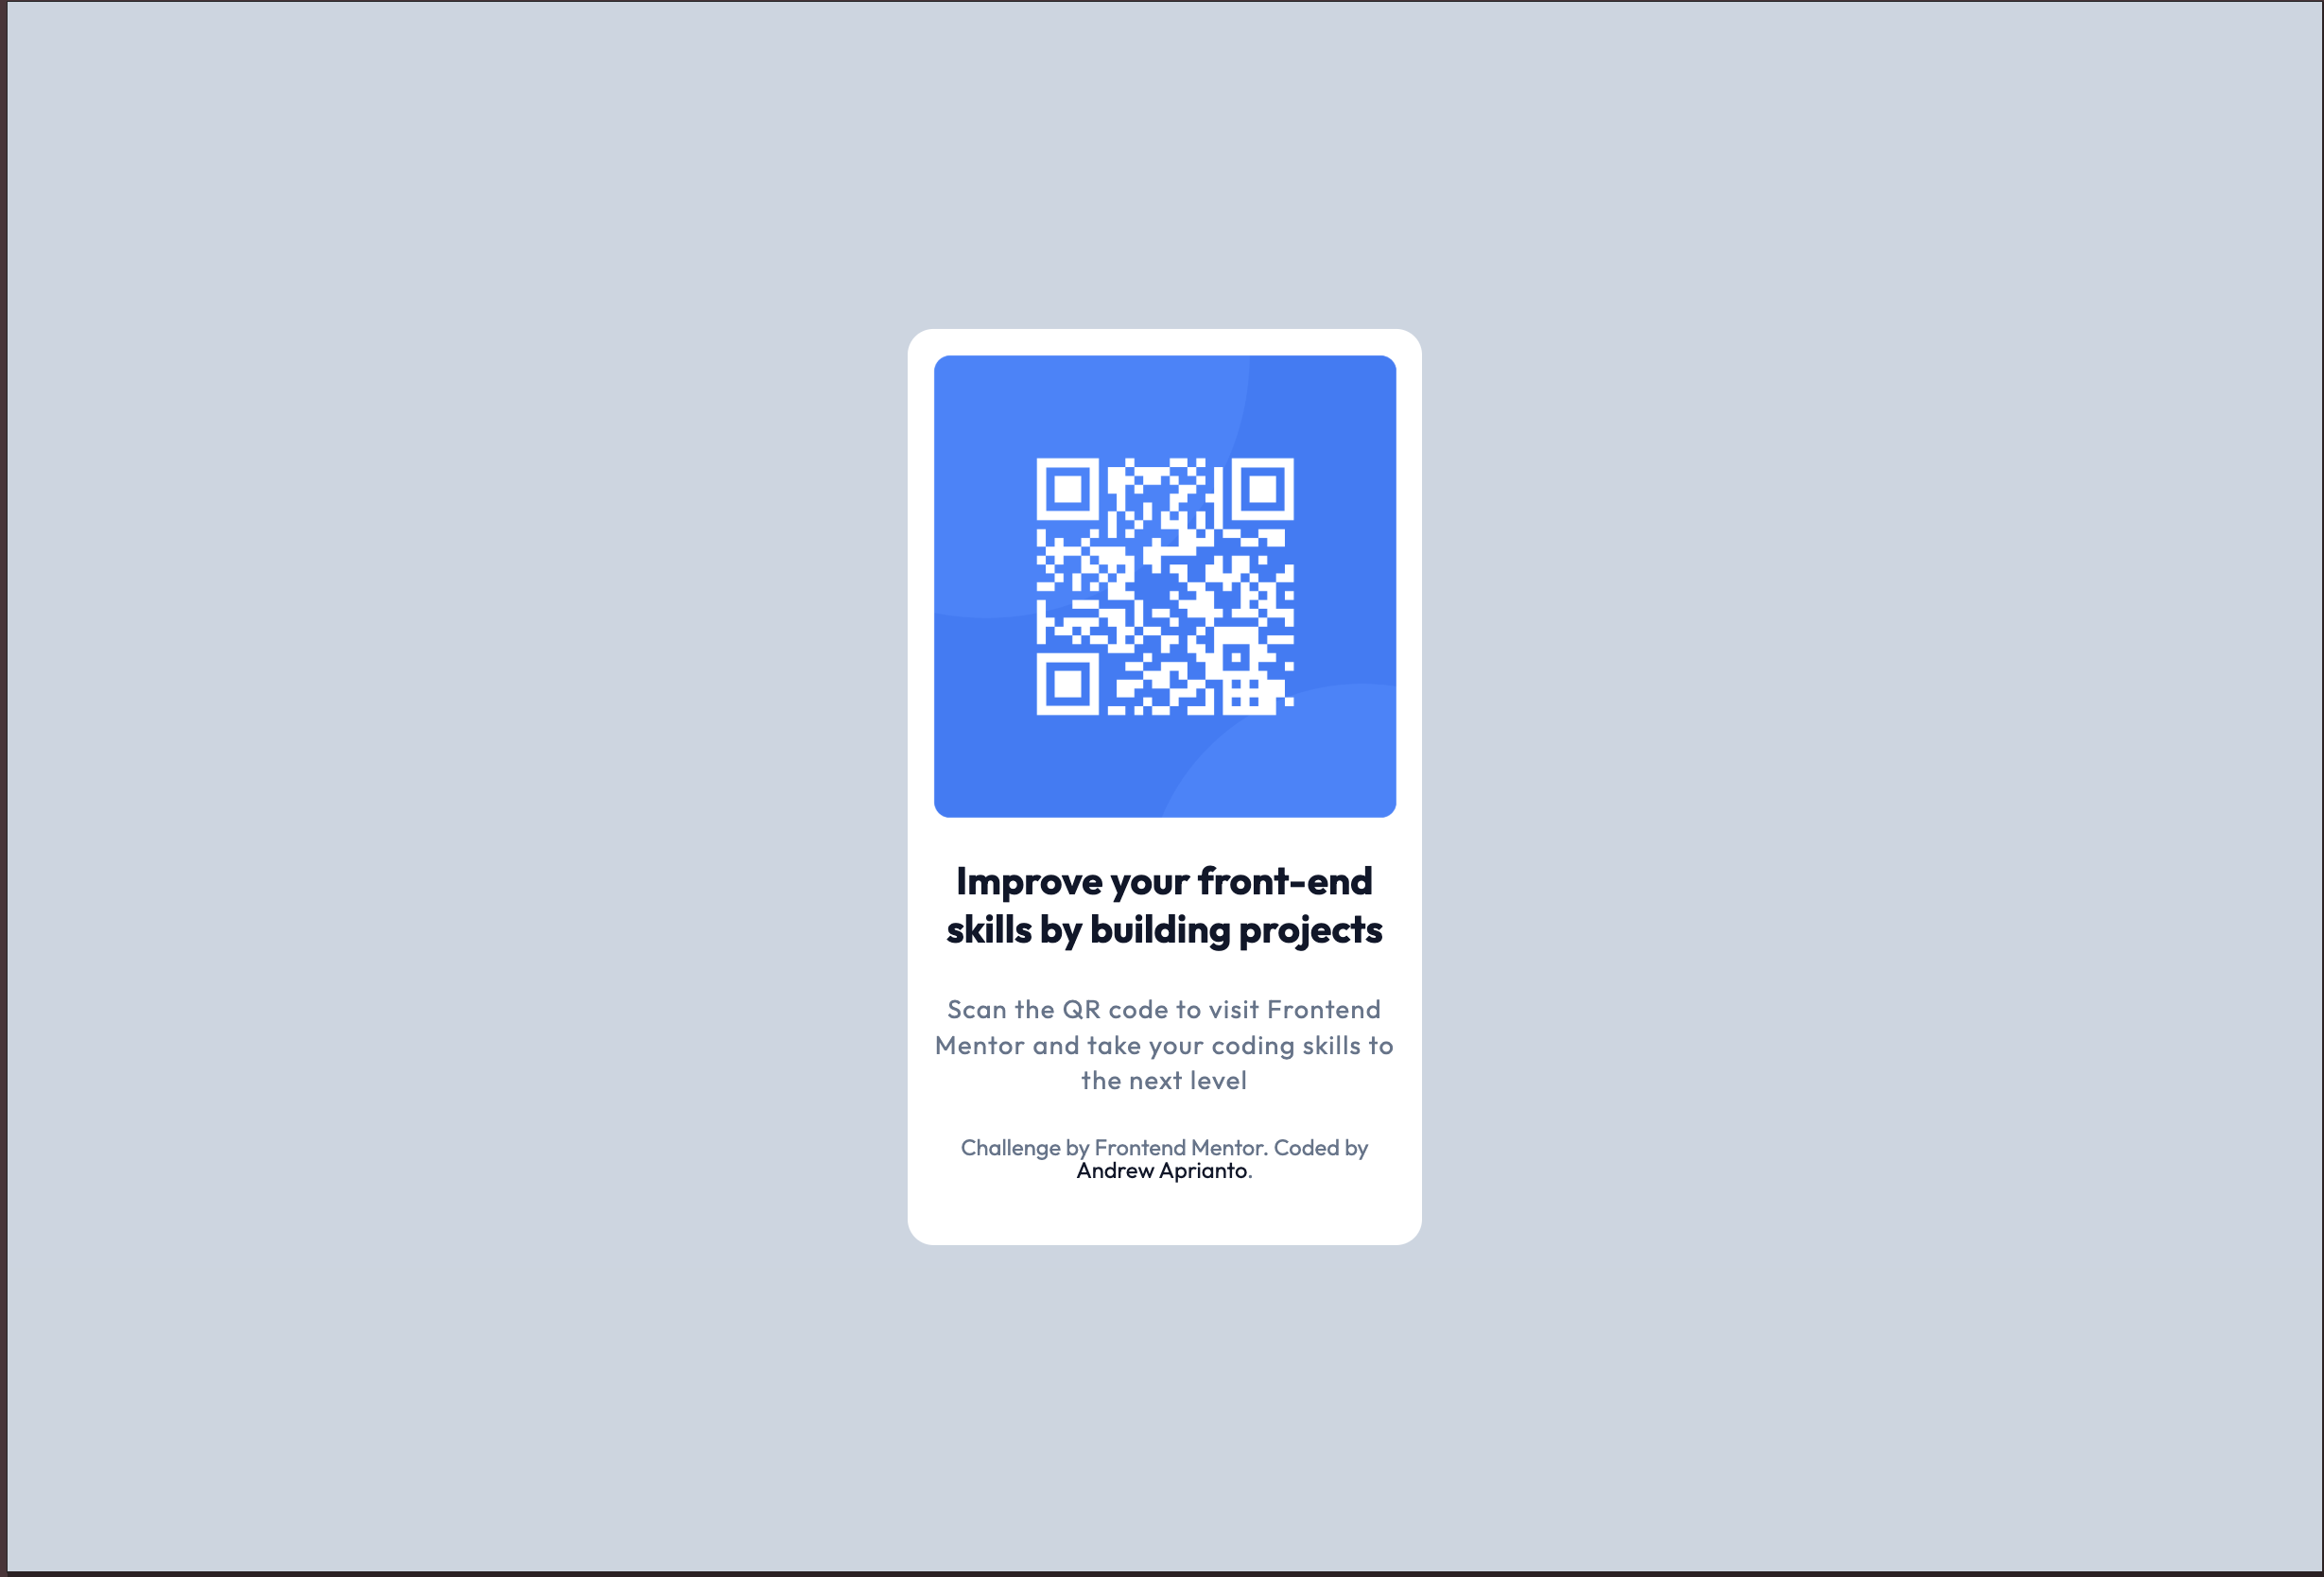 Improve your front-end
skills by building projects
Scan the QR code to visit Frontend
Mentor and take your coding skills to
the next level
Challenge by Frontend Mentor. Coded by
Andrew Aprianto.